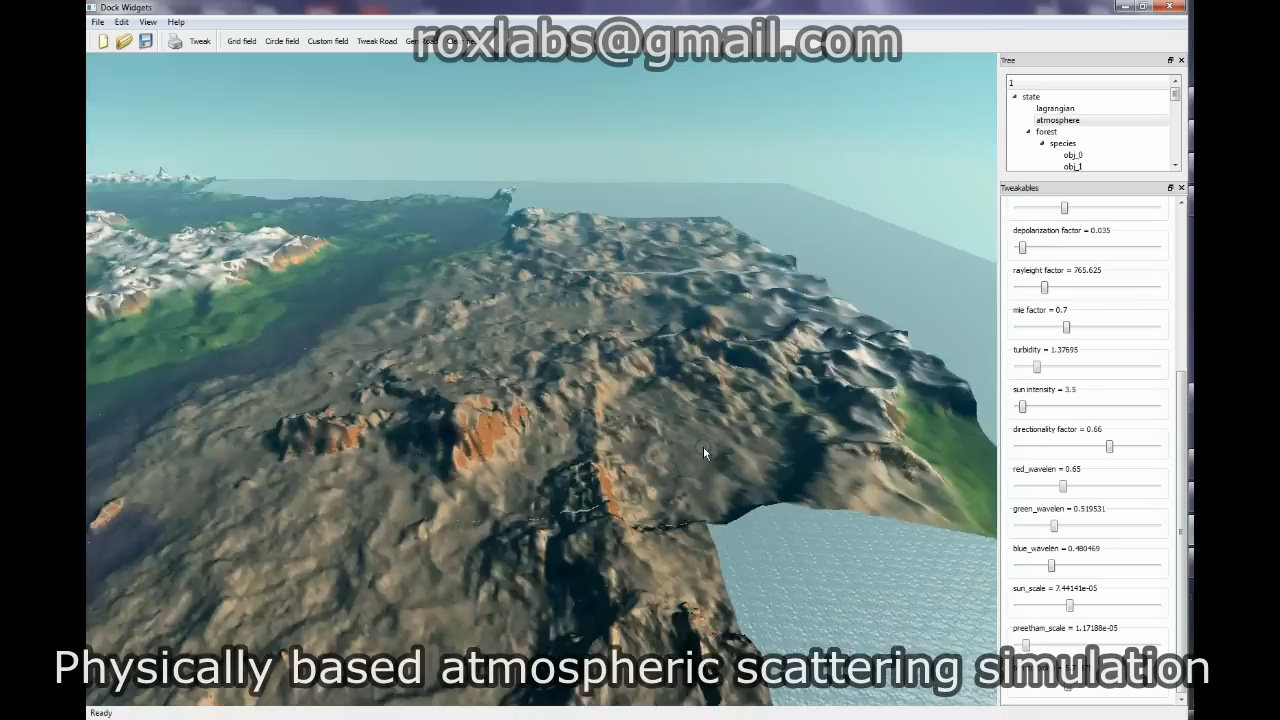 Dock Widgets
File Edit View Help
Tweak Grid field Circle field Custom field Tweak Road
roxlabs@gmail.com
Tree
1
state
lagrangian
atmosphere
forest
species
obj_0
obj_1
Tweakables
depolarization factor = 0.035
rayleight factor = 765.625
mie factor = 0.7
turbidity = 1.37695
sun intensity = 3.5
directionality factor = 0.66
red_wavelen = 0.65
green_wavelen = 0.519531
blue_wavelen = 0.480469
sun_scale = 7.44141e-05
preetham_scale = 1.17188e-05
Physically based atmospheric scattering simulation
Ready